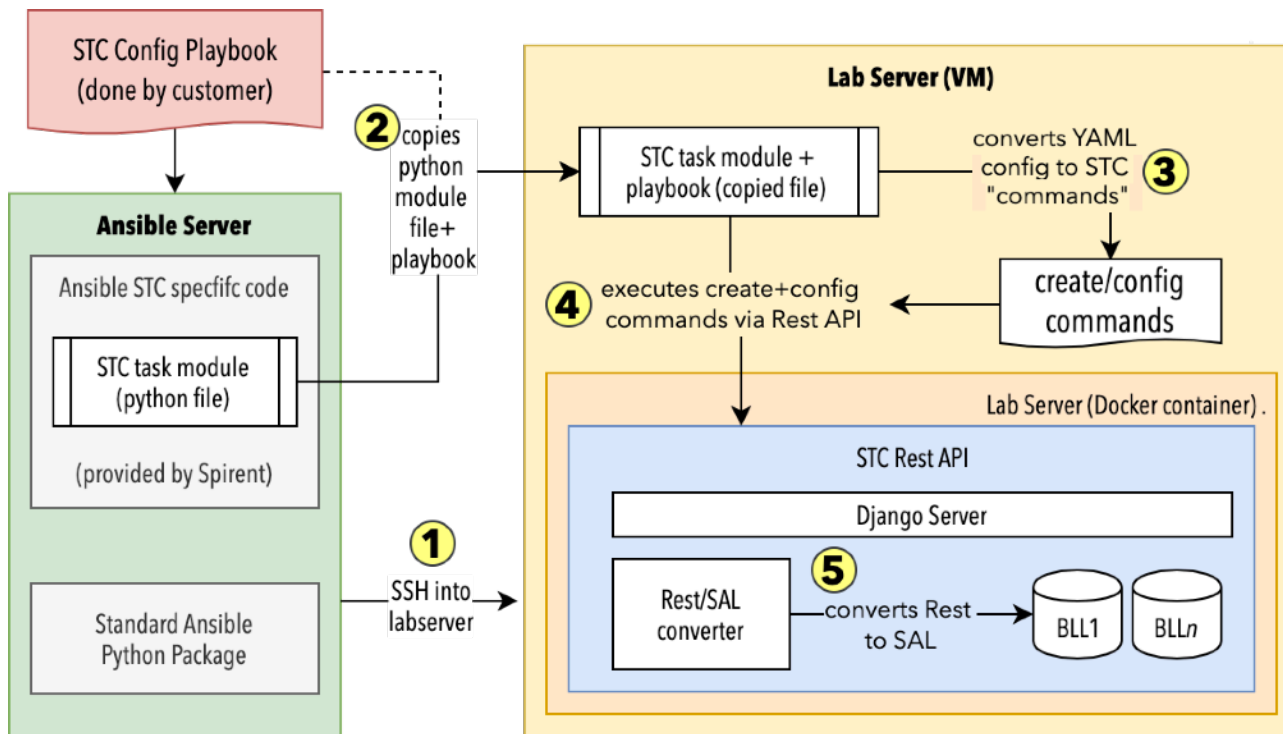 STC Config Playbook
(done by customer)
Ansible Server
Ansible STC specfifc code
STC task module
(python file)
(provided by Spirent)
Standard Ansible
Python Package
1
SSH into
labserver
2
copies
python
module
file+
playbook
Lab Server (VM)
STC task module +
playbook (copied file)
converts YAML
config to STC
"commands"
3
create/config
commands
4
executes create+config
commands via Rest API
Lab Server (Docker container) .
STC Rest API
Django Server
Rest/SAL
converter
5
converts Rest
to SAL
BLL1
BLLn